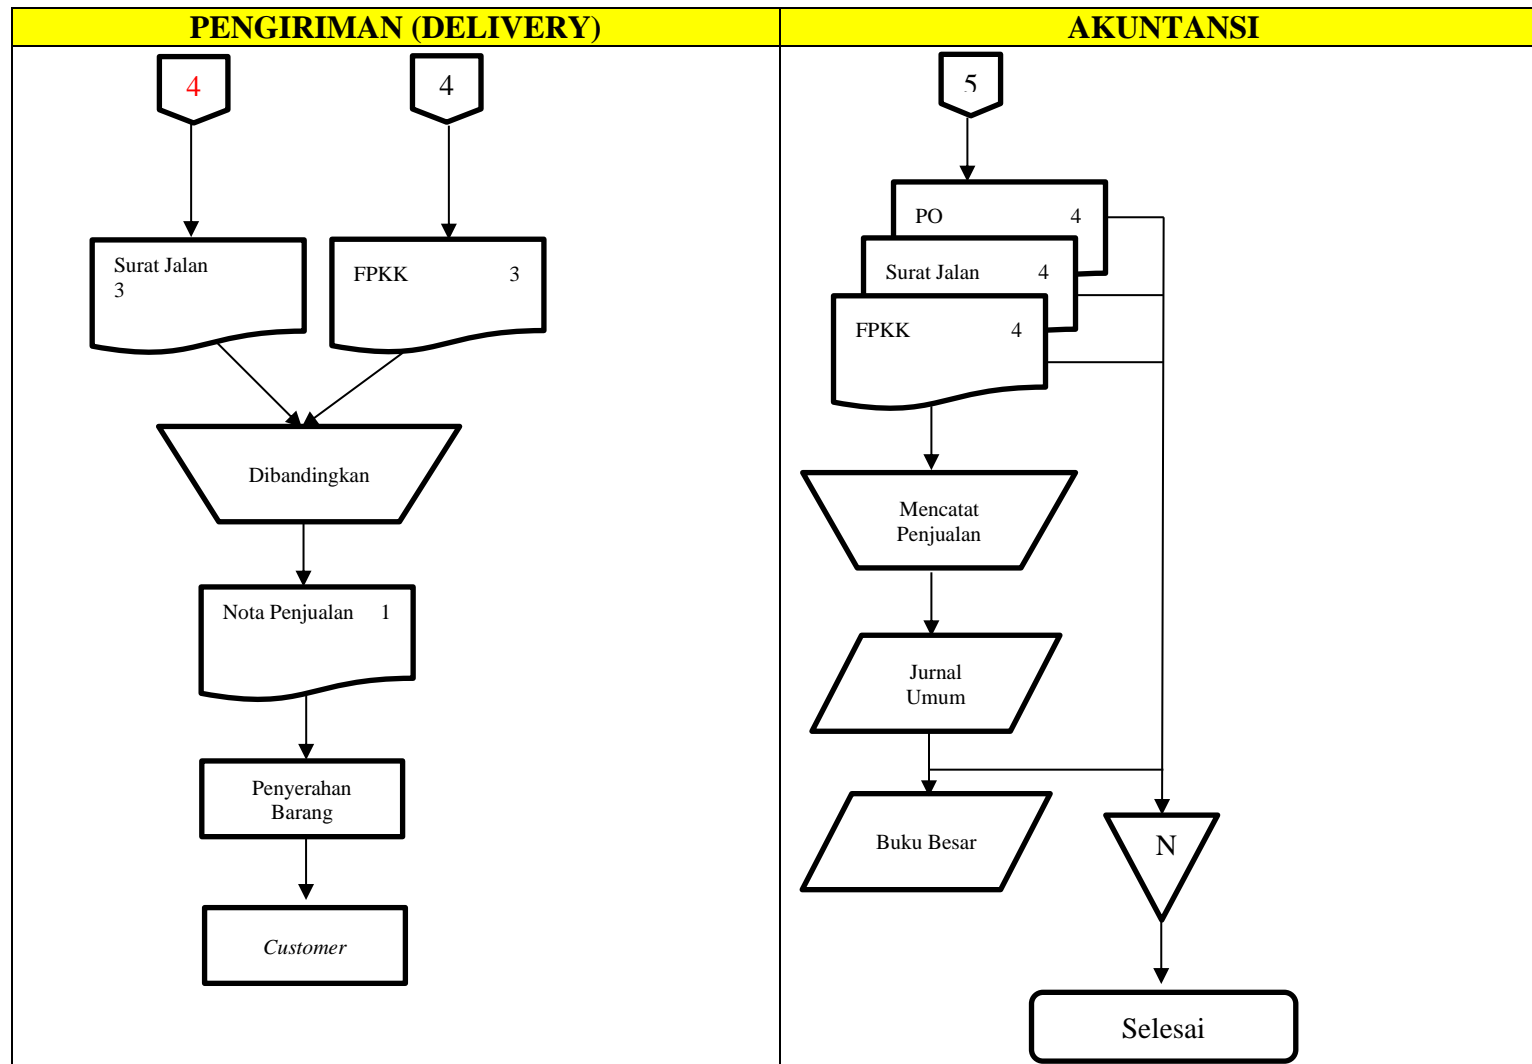 PENGIRIMAN (DELIVERY)
4
4
Surat Jalan
3
FPKK 3
Dibandingkan
Nota Penjualan 1
Penyerahan
Barang
Customer
AKUNTANSI
5
PO 4
Surat Jalan 4
FPKK 4
Mencatat
Penjualan
Jurnal
Umum
Buku Besar
N
Selesai